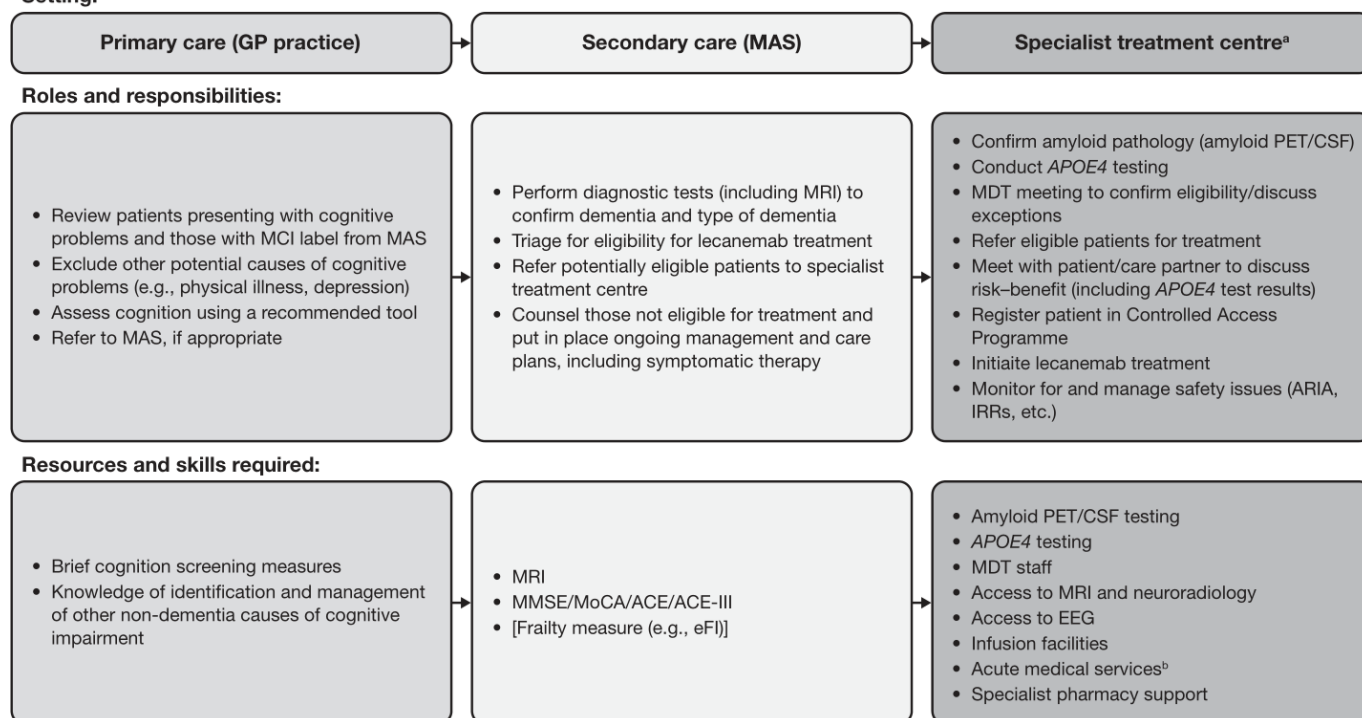 Setting:
Primary care (GP practice)
Secondary care (MAS)
Specialist treatment centreᵃ
Roles and responsibilities:
• Review patients presenting with cognitive
problems and those with MCI label from MAS
• Exclude other potential causes of cognitive
problems (e.g., physical illness, depression)
• Assess cognition using a recommended tool
• Refer to MAS, if appropriate
• Perform diagnostic tests (including MRI) to
confirm dementia and type of dementia
• Triage for eligibility for lecanemab treatment
• Refer potentially eligible patients to specialist
treatment centre
• Counsel those not eligible for treatment and
put in place ongoing management and care
plans, including symptomatic therapy
• Confirm amyloid pathology (amyloid PET/CSF)
• Conduct APOE4 testing
• MDT meeting to confirm eligibility/discuss
exceptions
• Refer eligible patients for treatment
• Meet with patient/care partner to discuss
risk–benefit (including APOE4 test results)
• Register patient in Controlled Access
Programme
• Initiaite lecanemab treatment
• Monitor for and manage safety issues (ARIA,
IRRs, etc.)
Resources and skills required:
• Brief cognition screening measures
• Knowledge of identification and management
of other non-dementia causes of cognitive
impairment
• MRI
• MMSE/MoCA/ACE/ACE-III
• [Frailty measure (e.g., eFI)]
• Amyloid PET/CSF testing
• APOE4 testing
• MDT staff
• Access to MRI and neuroradiology
• Access to EEG
• Infusion facilities
• Acute medical servicesᵇ
• Specialist pharmacy support